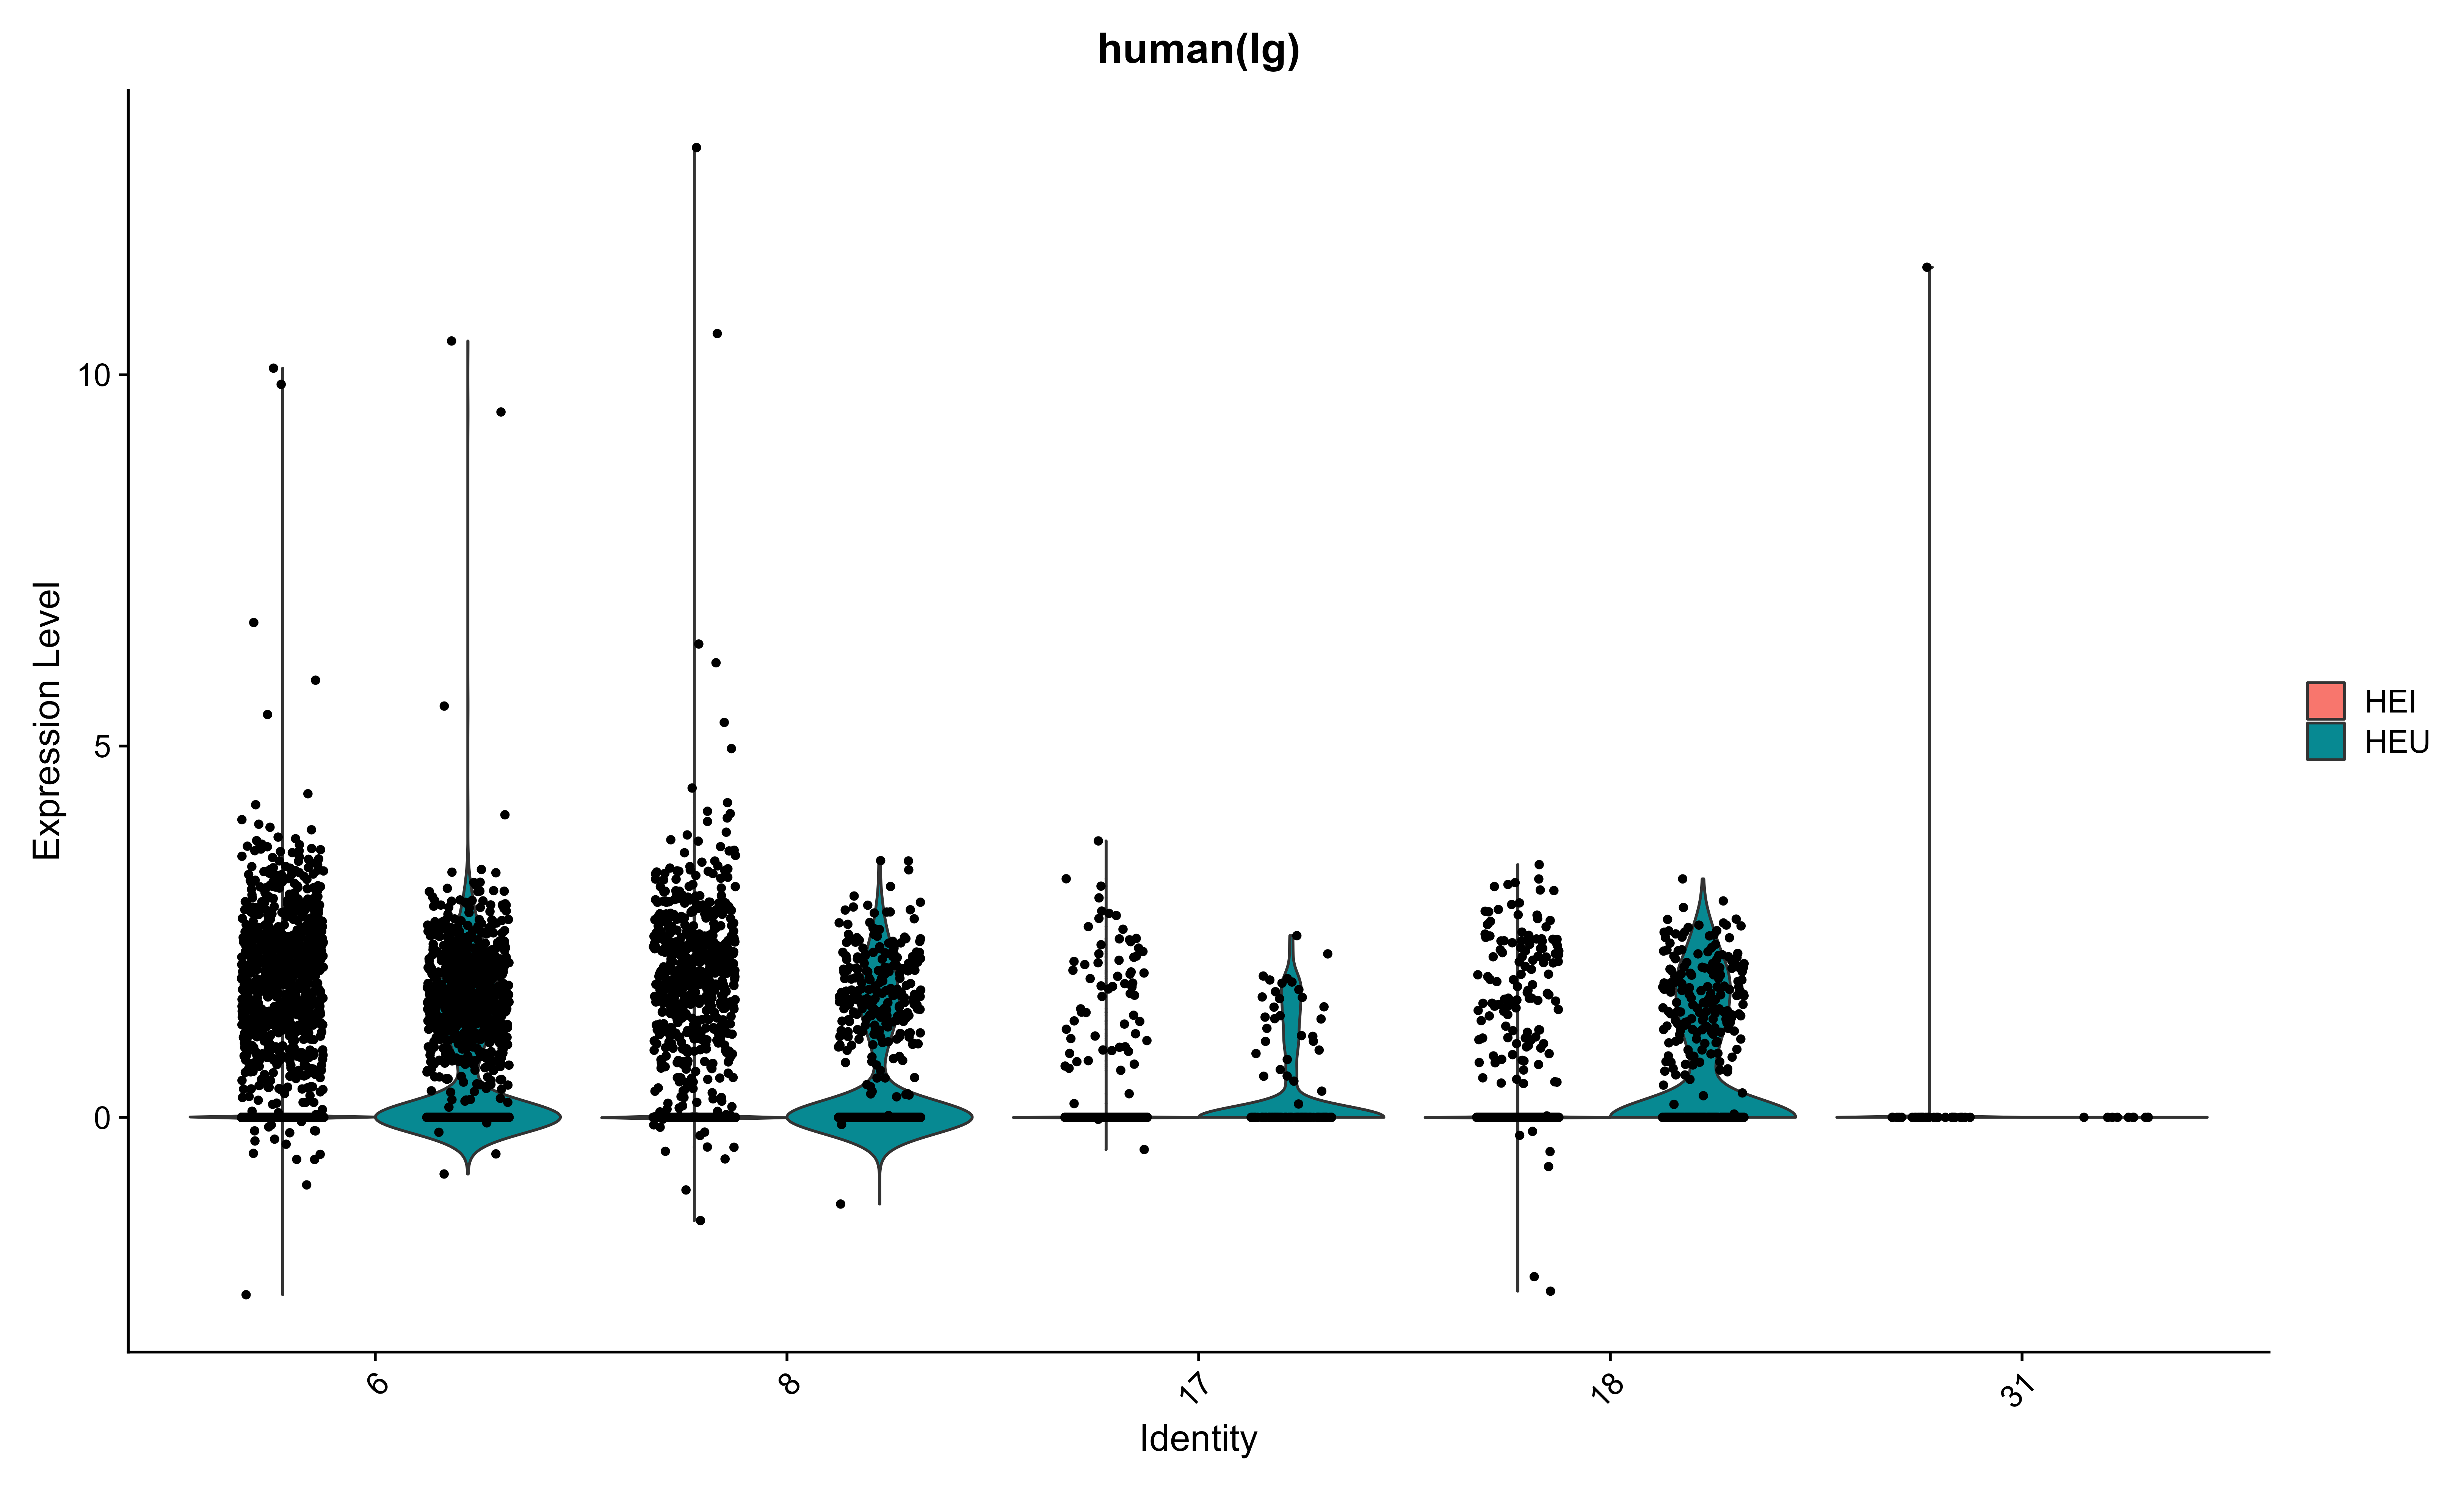 human(Ig)
Expression Level
10
5
0
6
8
17
18
31
Identity
HEI
HEU